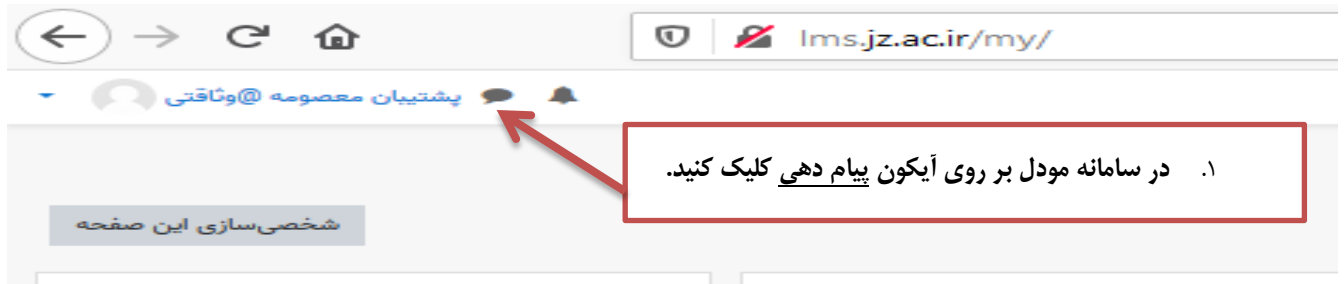 lms.jz.ac.ir/my/
پشتیبان معصومه @وثاقتی
۱. در سامانه مودل بر روی آیکون پیام دهی کلیک کنید.
شخصی‌سازی این صفحه